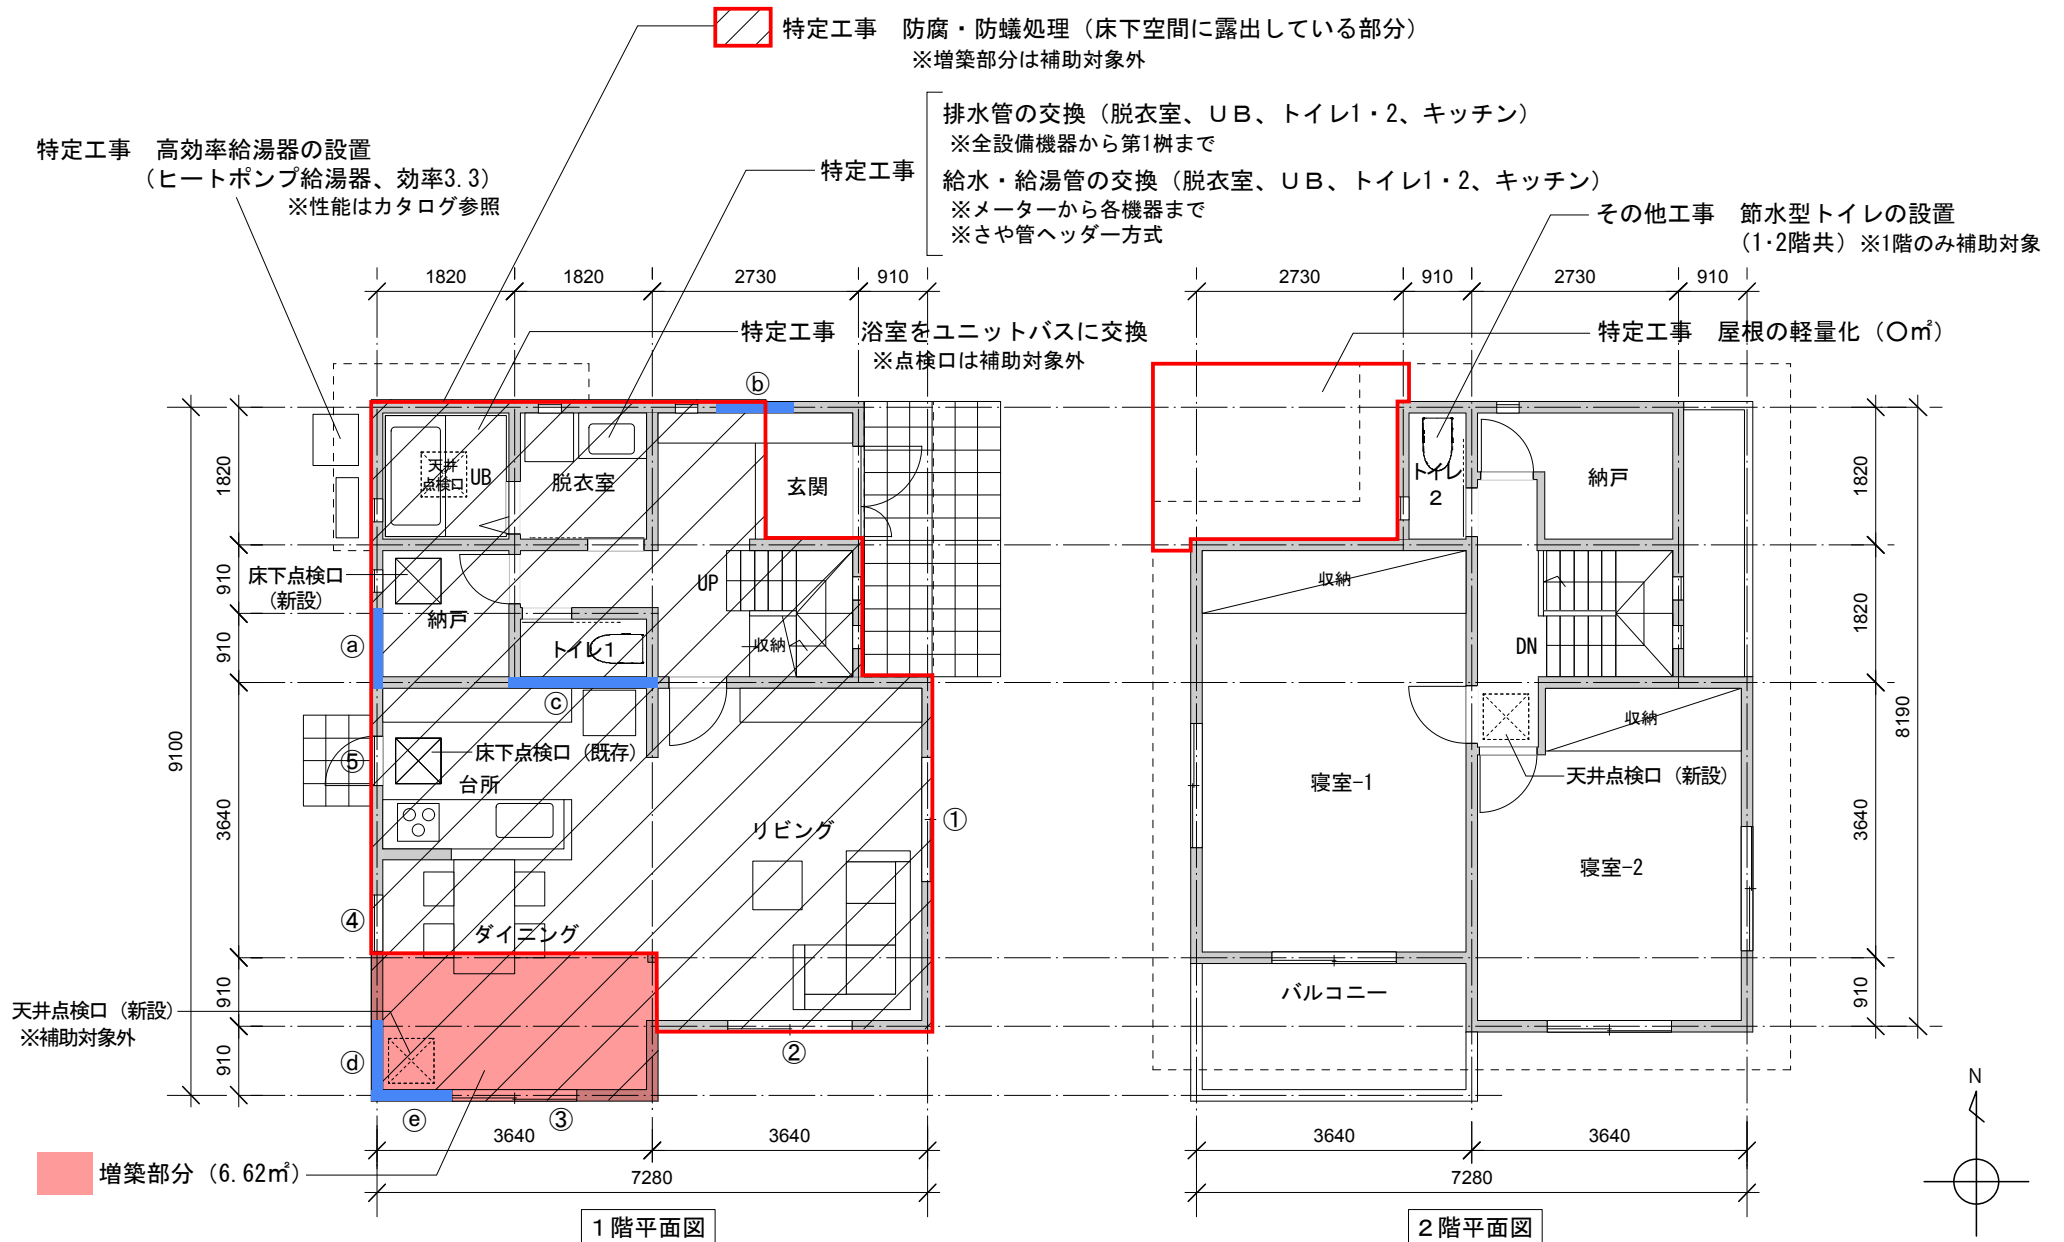 特定工事　防腐・防蟻処理（床下空間に露出している部分）
※増築部分は補助対象外
特定工事　高効率給湯器の設置
（ヒートポンプ給湯器、効率3.3）
※性能はカタログ参照
特定工事
排水管の交換（脱衣室、ＵＢ、トイレ1・2、キッチン）
※全設備機器から第1桝まで
給水・給湯管の交換（脱衣室、ＵＢ、トイレ1・2、キッチン）
※メーターから各機器まで
※さや管ヘッダー方式
その他工事　節水型トイレの設置
（1・2階共）※1階のみ補助対象
特定工事　浴室をユニットバスに交換
※点検口は補助対象外
特定工事　屋根の軽量化（〇㎡）
1820
1820
2730
910
ⓑ
天井
点検口
UB
脱衣室
玄関
床下点検口
（新設）
納戸
トイレ1
UP
収納
ⓐ
ⓒ
床下点検口（既存）
⑤
台所
リビング
①
④
ダイニング
天井点検口（新設）
※補助対象外
ⓓ
②
ⓔ
③
1820
910
910
3640
910
910
9100
3640
3640
7280
増築部分（6.62㎡）
１階平面図
2730
910
2730
910
トイレ
2
納戸
収納
DN
収納
寝室-1
天井点検口（新設）
寝室-2
バルコニー
1820
1820
3640
910
8190
3640
3640
7280
２階平面図
N